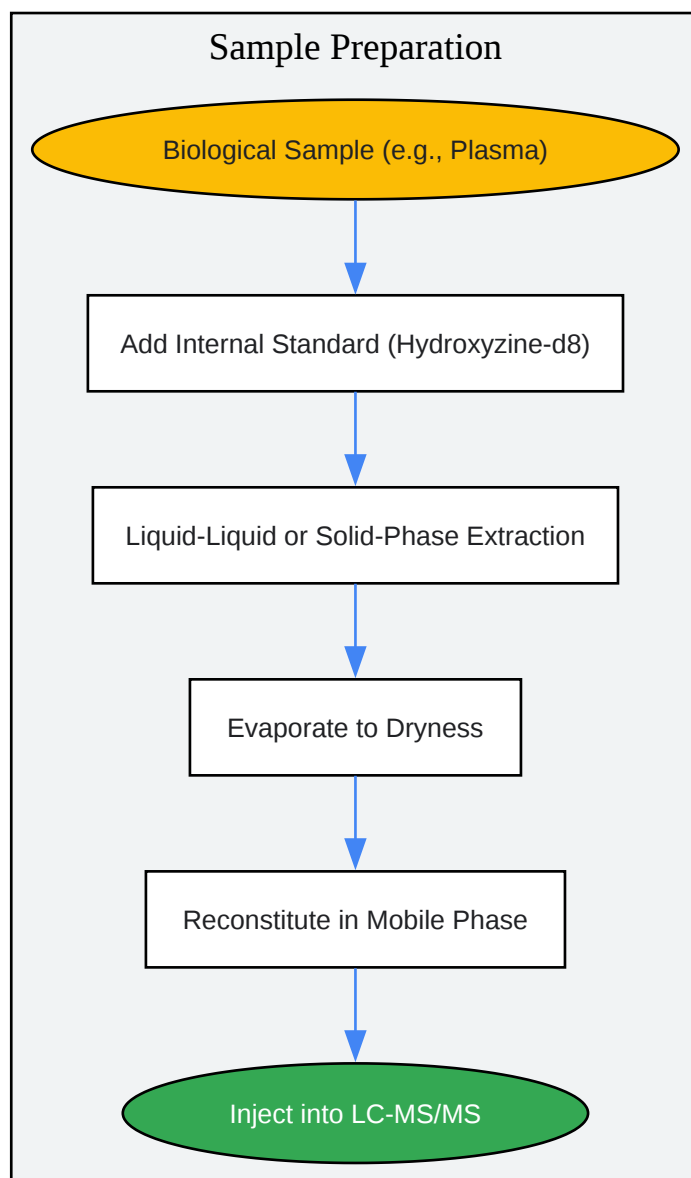 Sample Preparation
Biological Sample (e.g., Plasma)
Add Internal Standard (Hydroxyzine-d8)
Liquid-Liquid or Solid-Phase Extraction
Evaporate to Dryness
Reconstitute in Mobile Phase
Inject into LC-MS/MS